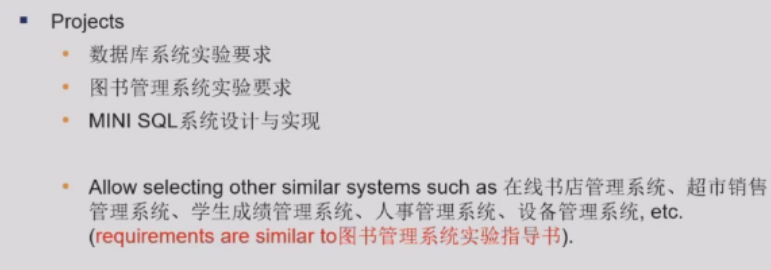 Projects
数据库系统实验要求
图书管理系统实验要求
MINI SQL系统设计与实现
Allow selecting other similar systems such as 在线书店管理系统、超市销售
管理系统、学生成绩管理系统、人事管理系统、设备管理系统, etc.
(requirements are similar to图书管理系统实验指导书).